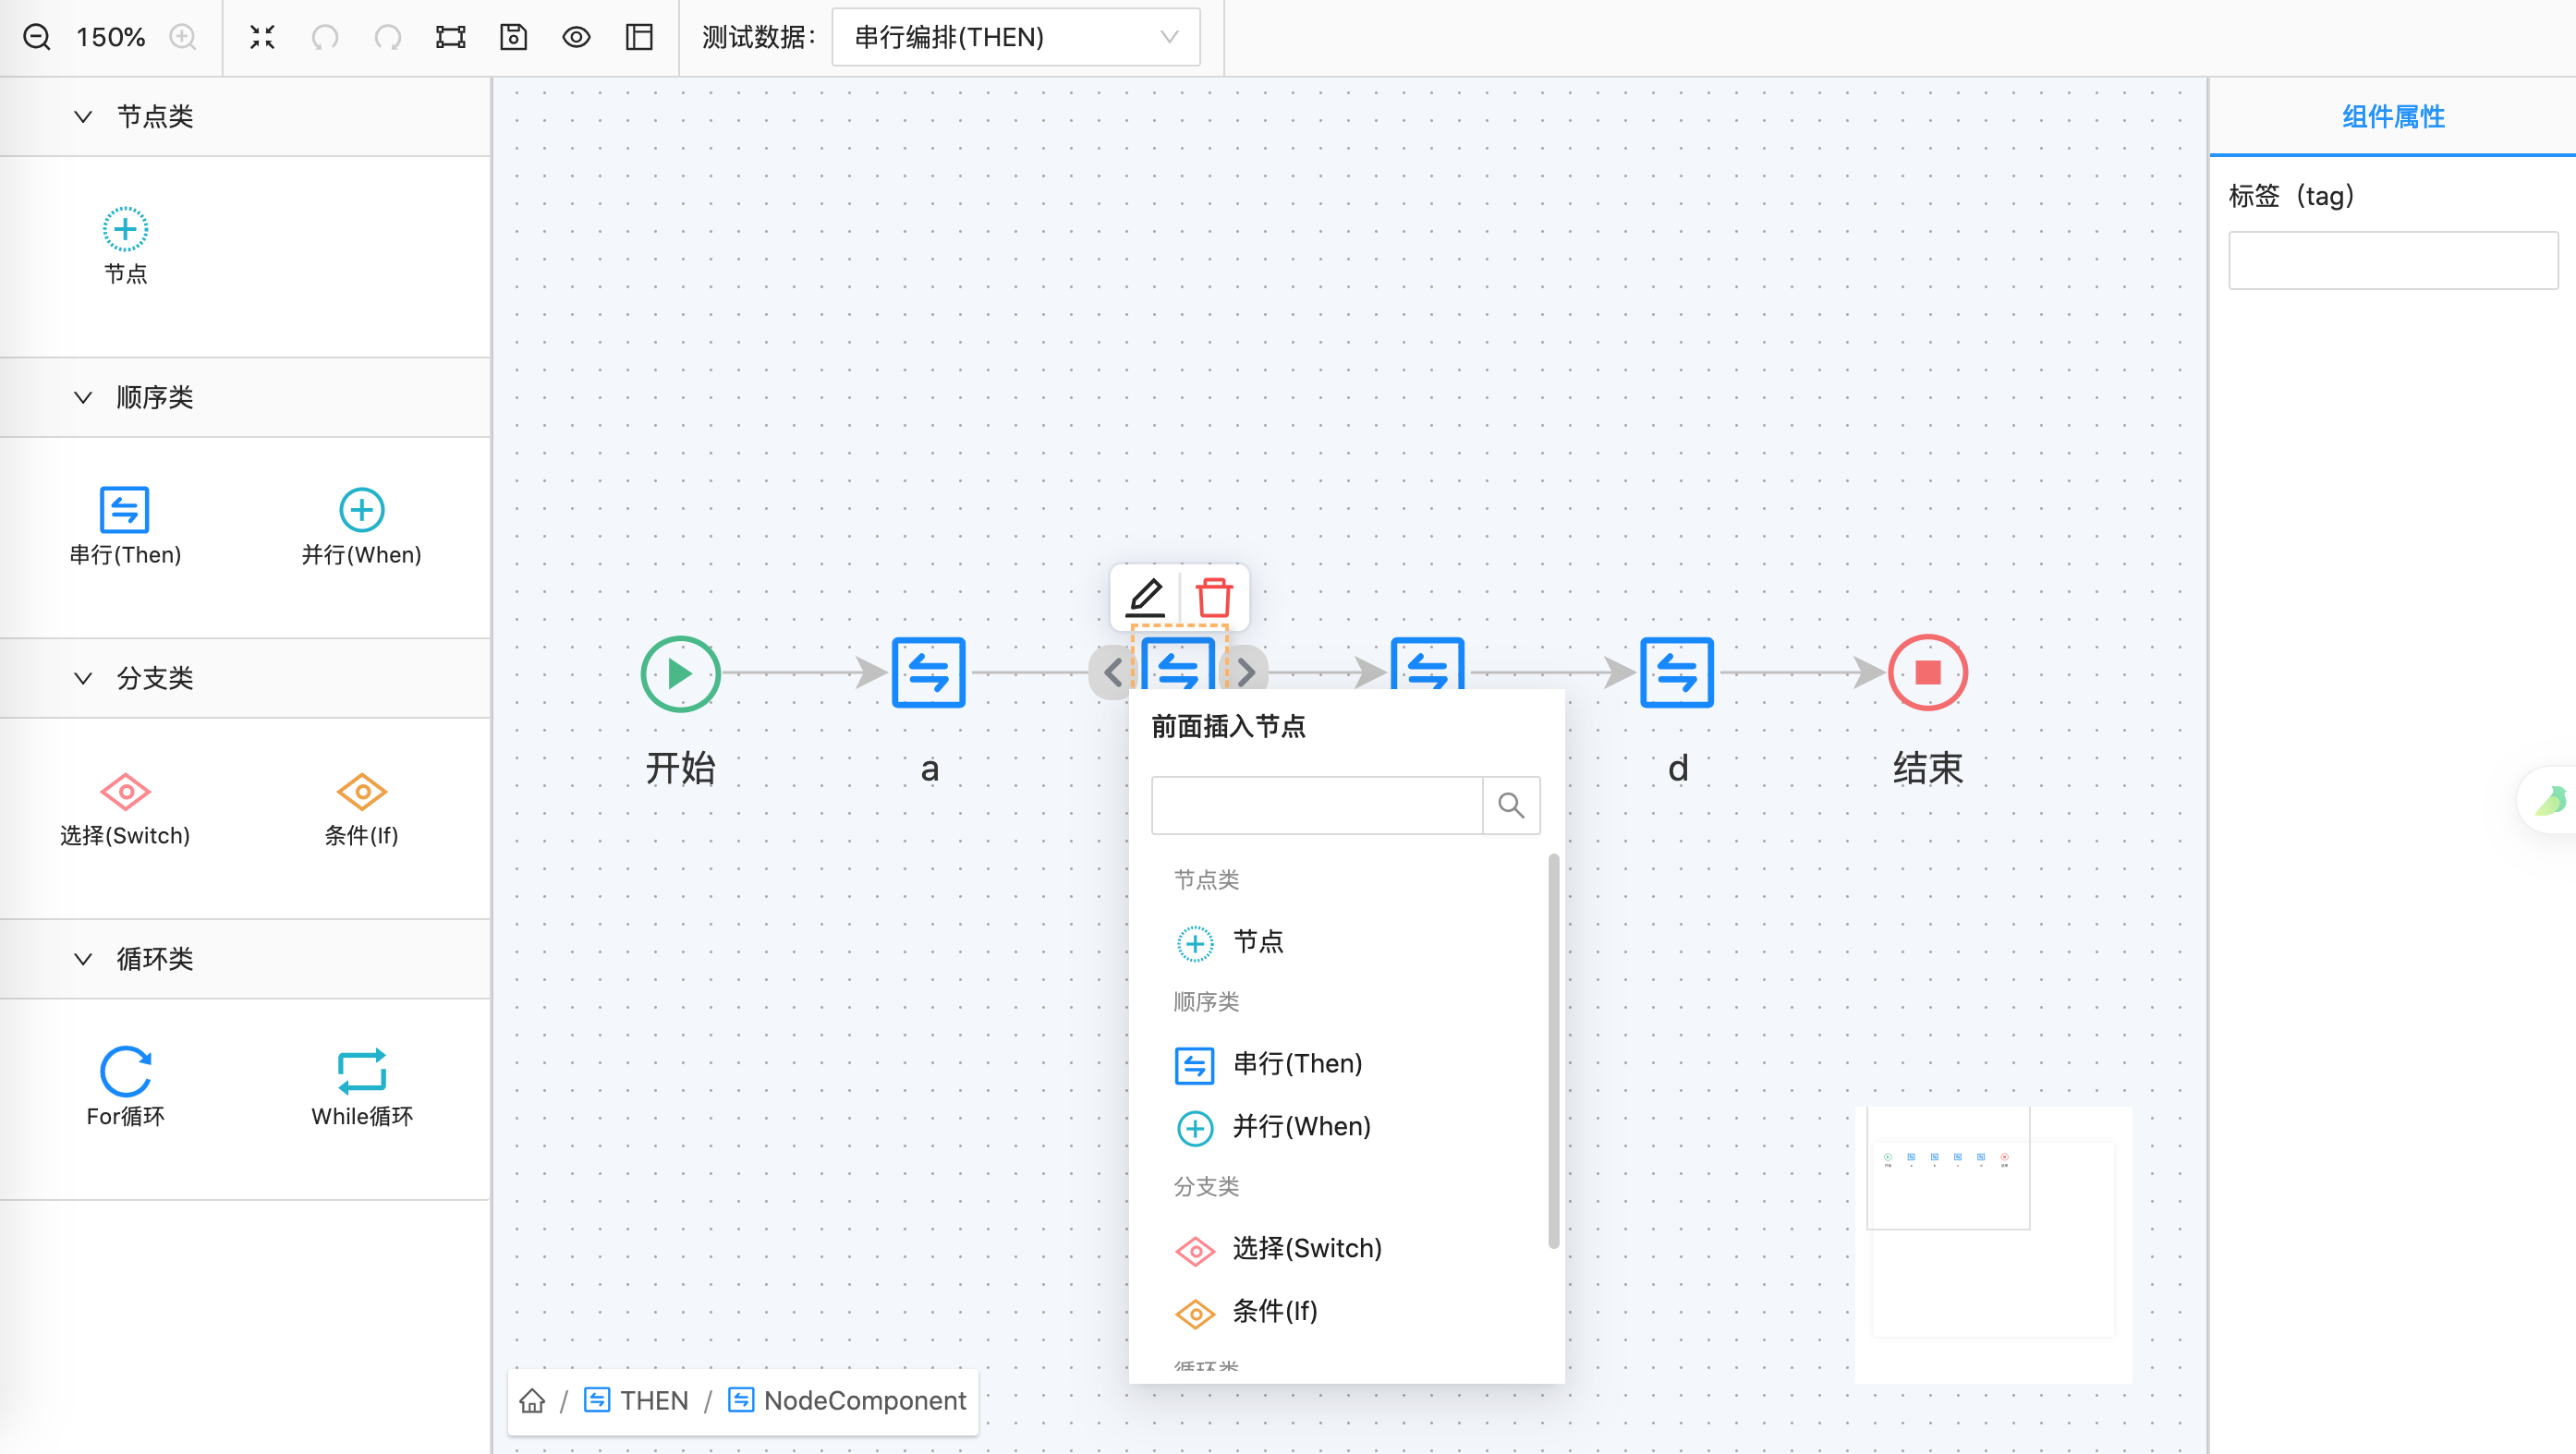 150%
测试数据：
串行编排(THEN)
节点类
节点
顺序类
串行(Then)
并行(When)
分支类
选择(Switch)
条件(If)
循环类
For循环
While循环
开始
a
d
结束
前面插入节点
节点类
节点
顺序类
串行(Then)
并行(When)
分支类
选择(Switch)
条件(If)
循环类
/ THEN / NodeComponent
组件属性
标签（tag）